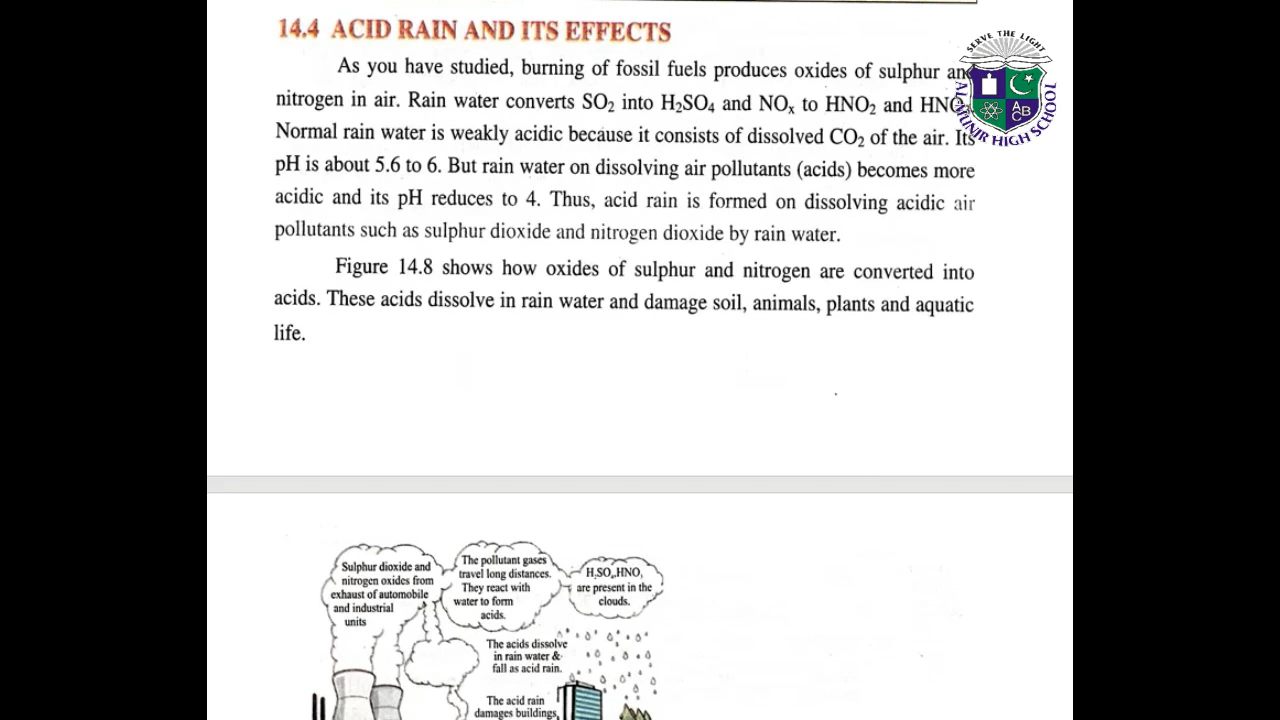 14.4 ACID RAIN AND ITS EFFECTS
As you have studied, burning of fossil fuels produces oxides of sulphur and
nitrogen in air. Rain water converts SO₂ into H₂SO₄ and NOₓ to HNO₂ and
Normal rain water is weakly acidic because it consists of dissolved CO₂ of the air. Its
pH is about 5.6 to 6. But rain water on dissolving air pollutants (acids) becomes more
acidic and its pH reduces to 4. Thus, acid rain is formed on dissolving acidic air
pollutants such as sulphur dioxide and nitrogen dioxide by rain water.
Figure 14.8 shows how oxides of sulphur and nitrogen are converted into
acids. These acids dissolve in rain water and damage soil, animals, plants and aquatic
life.
SERVE THE LIGHT
ABC
AL MUNIR HIGH SCHOOL
Sulphur dioxide and
nitrogen oxides from
exhaust of automobile
and industrial
units
The pollutant gases
travel long distances.
They react with
water to form
acids.
are present in the
clouds.
The acids dissolve
in rain water &
fall as acid rain.
The acid rain
damages buildings,